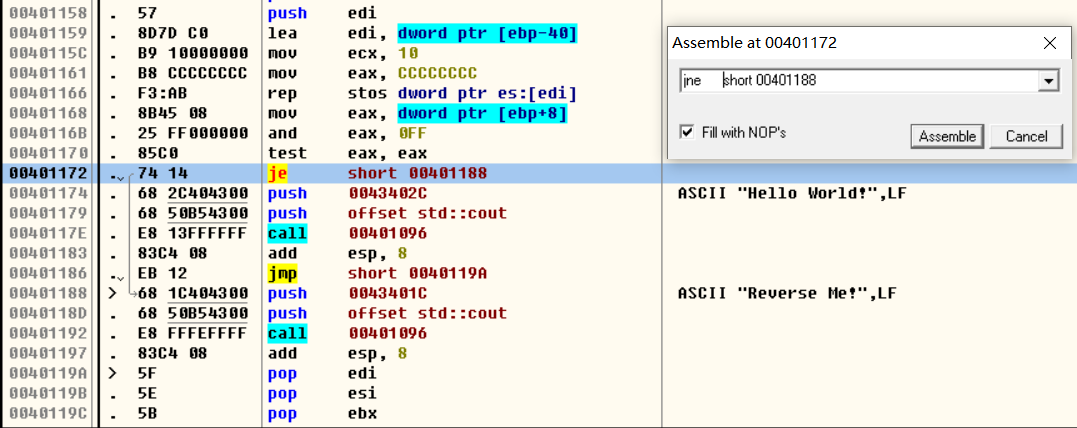 00401158 . 57 push edi
00401159 . 8D7D C0 lea edi, dword ptr [ebp-40]
0040115C . B9 10000000 mov ecx, 10
00401161 . B8 CCCCCCCC mov eax, CCCCCCCC
00401166 . F3:AB rep stos dword ptr es:[edi]
00401168 . 8B45 08 mov eax, dword ptr [ebp+8]
0040116B . 25 FF000000 and eax, 0FF
00401170 . 85C0 test eax, eax
00401172 . 74 14 je short 00401188
00401174 . 68 2C404300 push 0043402C ASCII "Hello World!",LF
00401179 . 68 50B54300 push offset std::cout
0040117E . E8 13FFFFFF call 00401096
00401183 . 83C4 08 add esp, 8
00401186 . EB 12 jmp short 0040119A
00401188 > 68 1C404300 push 0043401C ASCII "Reverse Me!",LF
0040118D . 68 50B54300 push offset std::cout
00401192 . E8 FFFEFFFF call 00401096
00401197 . 83C4 08 add esp, 8
0040119A > 5F pop edi
0040119B . 5E pop esi
0040119C . 5B pop ebx
Assemble at 00401172
jne short 00401188
Fill with NOP's
Assemble
Cancel